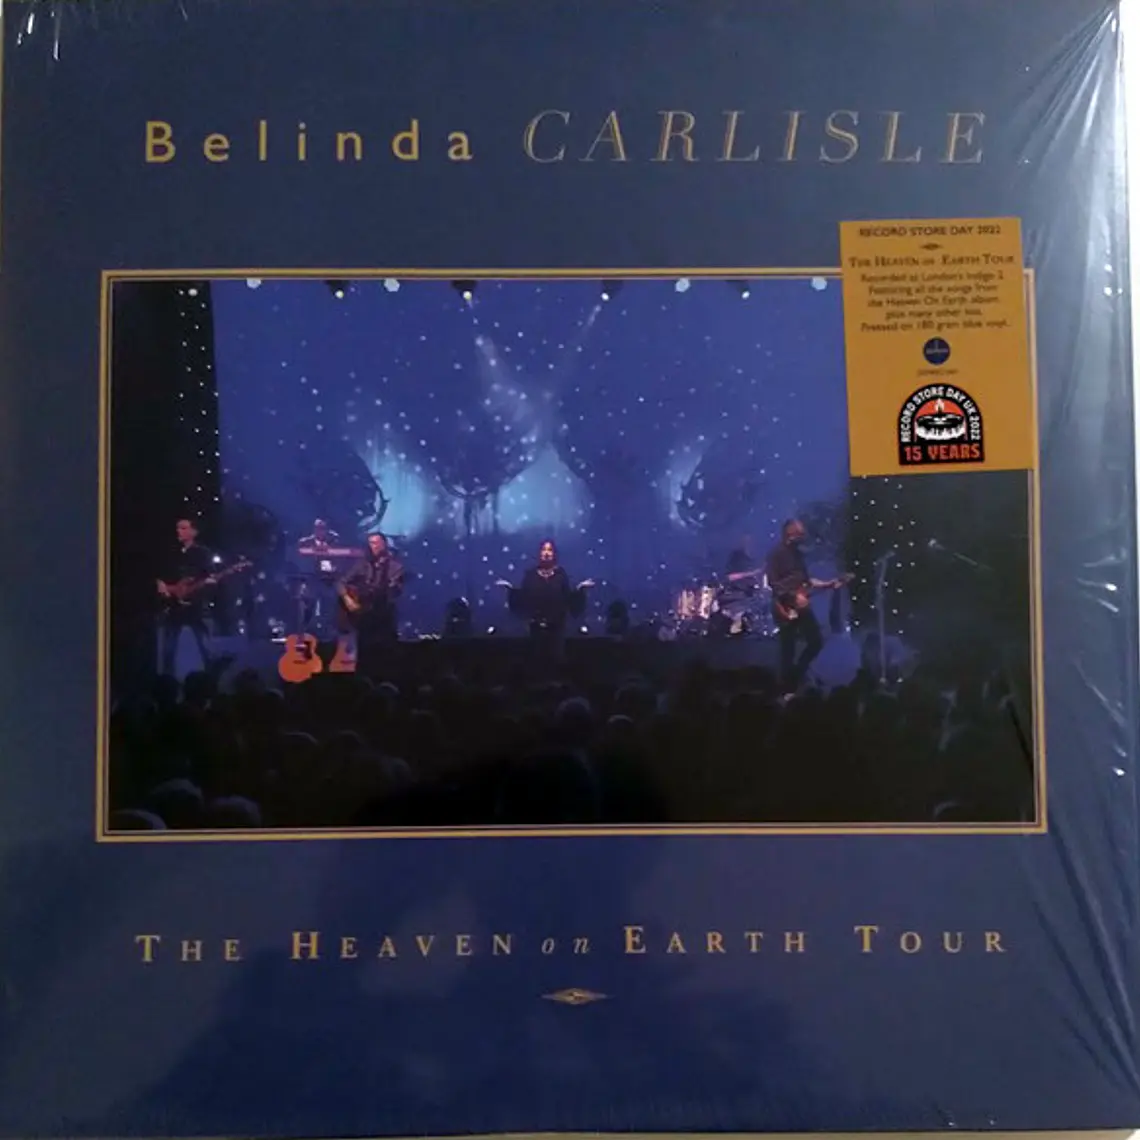 Belinda CARLISLE
RECORD STORE DAY 2022
THE HEAVEN on EARTH TOUR
Recorded at London's Indigo 2
Featuring all the songs from
the Heaven On Earth album
plus many other hits.
Pressed on 180 gram blue vinyl.
RECORD STORE DAY UK 2022
15 YEARS
THE HEAVEN on EARTH TOUR